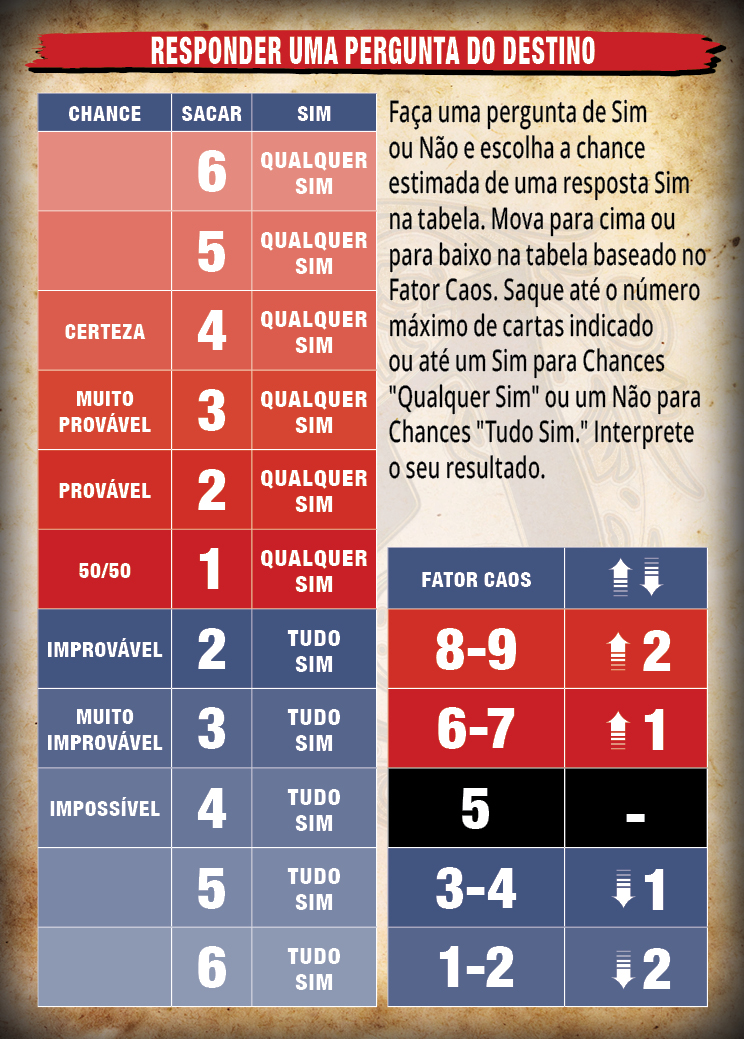 RESPONDER UMA PERGUNTA DO DESTINO
CHANCE SACAR SIM
6 QUALQUER SIM
5 QUALQUER SIM
CERTEZA 4 QUALQUER SIM
MUITO PROVÁVEL 3 QUALQUER SIM
PROVÁVEL 2 QUALQUER SIM
50/50 1 QUALQUER SIM
IMPROVÁVEL 2 TUDO SIM
MUITO IMPROVÁVEL 3 TUDO SIM
IMPOSSÍVEL 4 TUDO SIM
5 TUDO SIM
6 TUDO SIM
Faça uma pergunta de Sim
ou Não e escolha a chance
estimada de uma resposta Sim
na tabela. Mova para cima ou
para baixo na tabela baseado no
Fator Caos. Saque até o número
máximo de cartas indicado
ou até um Sim para Chances
"Qualquer Sim" ou um Não para
Chances "Tudo Sim." Interprete
o seu resultado.
FATOR CAOS ⬆ ⬇
8-9 ⬆ 2
6-7 ⬆ 1
5 -
3-4 ⬇ 1
1-2 ⬇ 2